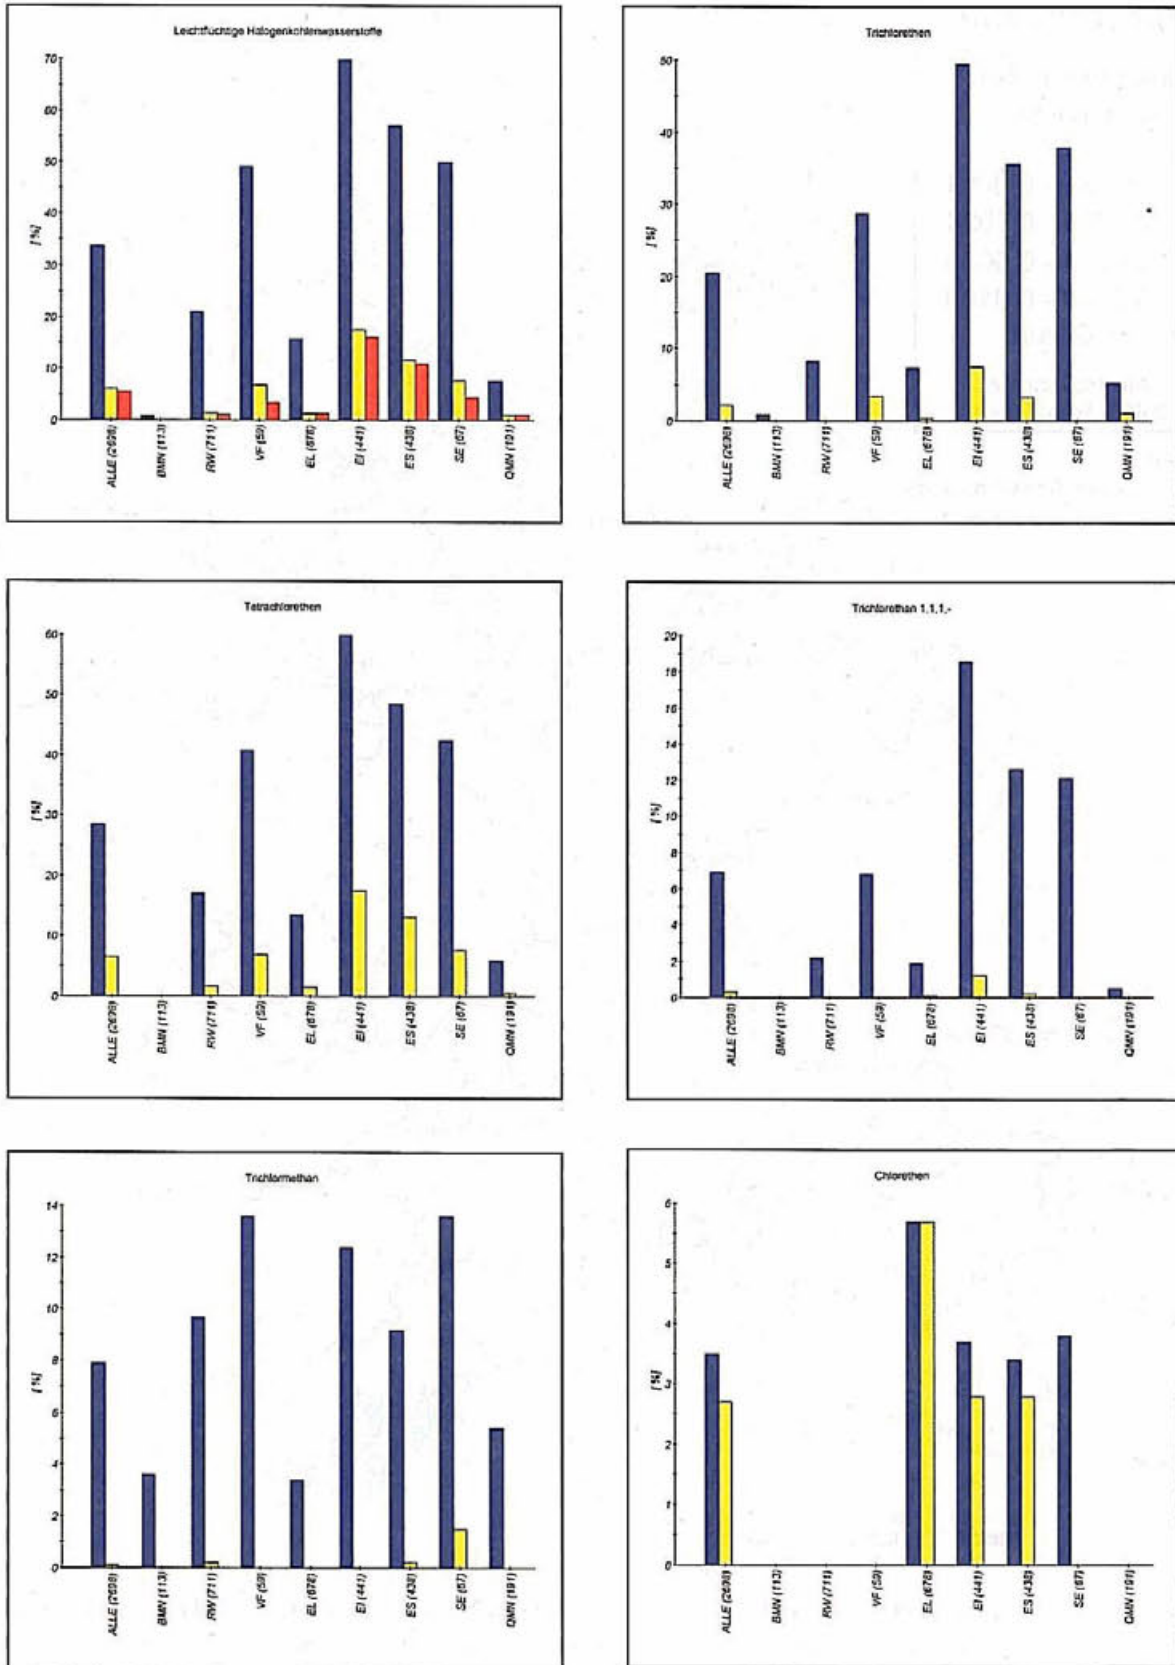 Leichtflüchtige Halogenkohlenwasserstoffe
70
60
50
40
30
20
10
0
[%]
ALLE (2698)
BMN (113)
RW (711)
VF (59)
EL (678)
EI (441)
ES (438)
SE (67)
QMN (191)
Trichlorethen
50
40
30
20
10
0
[%]
ALLE (2698)
BMN (113)
RW (711)
VF (59)
EL (678)
EI (441)
ES (438)
SE (67)
QMN (191)
Tetrachlorethen
60
50
40
30
20
10
0
[%]
ALLE (2698)
BMN (113)
RW (711)
VF (59)
EL (678)
EI (441)
ES (438)
SE (67)
QMN (191)
Trichlorethan 1,1,1,-
20
18
16
14
12
10
8
6
4
2
0
[%]
ALLE (2698)
BMN (113)
RW (711)
VF (59)
EL (678)
EI (441)
ES (438)
SE (67)
QMN (191)
Trichlormethan
14
12
10
8
6
4
2
0
[%]
ALLE (2698)
BMN (113)
RW (711)
VF (59)
EL (678)
EI (441)
ES (438)
SE (67)
QMN (191)
Chlorethen
6
5
4
3
2
1
0
[%]
ALLE (2698)
BMN (113)
RW (711)
VF (59)
EL (678)
EI (441)
ES (438)
SE (67)
QMN (191)